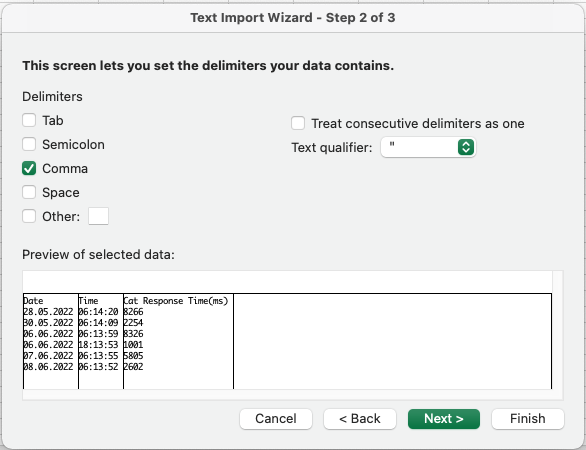 Text Import Wizard - Step 2 of 3
This screen lets you set the delimiters your data contains.
Delimiters
Tab
Treat consecutive delimiters as one
Semicolon
Text qualifier: "
Comma
Space
Other:
Preview of selected data:
Date Time Cat Response Time(ms)
28.05.2022 06:14:20 8266
30.05.2022 06:14:09 2254
06.06.2022 06:13:59 8326
06.06.2022 18:13:53 1001
07.06.2022 06:13:55 5805
08.06.2022 06:13:52 2602
Cancel < Back Next > Finish